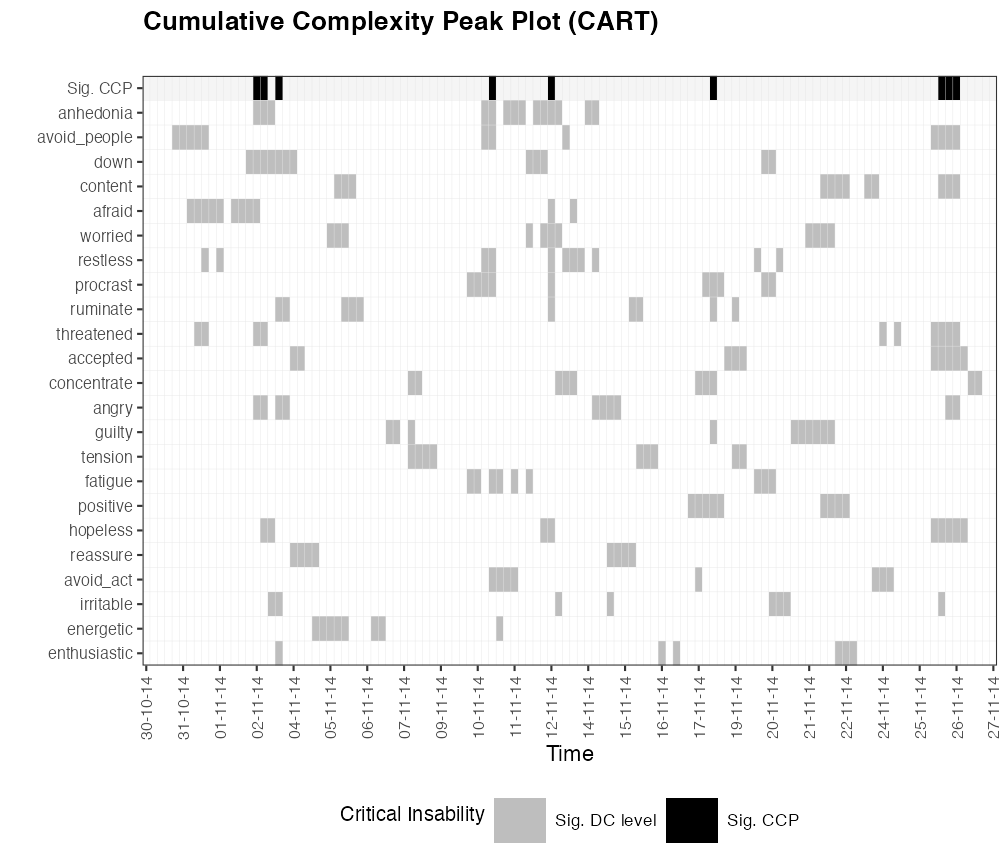 Cumulative Complexity Peak Plot (CART)
Sig. CCP
anhedonia
avoid_people
down
content
afraid
worried
restless
procrast
ruminate
threatened
accepted
concentrate
angry
guilty
tension
fatigue
positive
hopeless
reassure
avoid_act
irritable
energetic
enthusiastic
30-10-14
31-10-14
01-11-14
02-11-14
04-11-14
05-11-14
06-11-14
07-11-14
09-11-14
10-11-14
11-11-14
12-11-14
14-11-14
15-11-14
16-11-14
17-11-14
19-11-14
20-11-14
21-11-14
22-11-14
24-11-14
25-11-14
26-11-14
27-11-14
Time
Critical Insability
Sig. DC level
Sig. CCP